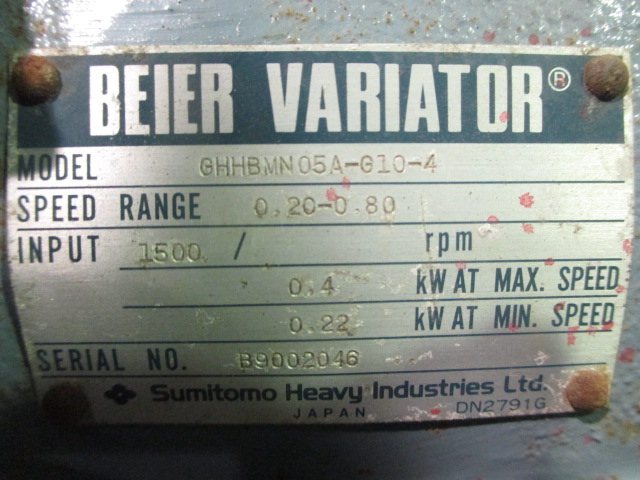 BEIER VARIATOR®
MODEL GHHBMN05A-G10-4
SPEED RANGE 0.20-0.80
INPUT 1500 / rpm
0.4 kW AT MAX. SPEED
0.22 kW AT MIN. SPEED
SERIAL NO. B9002046
Sumitomo Heavy Industries Ltd.
JAPAN DN2791G